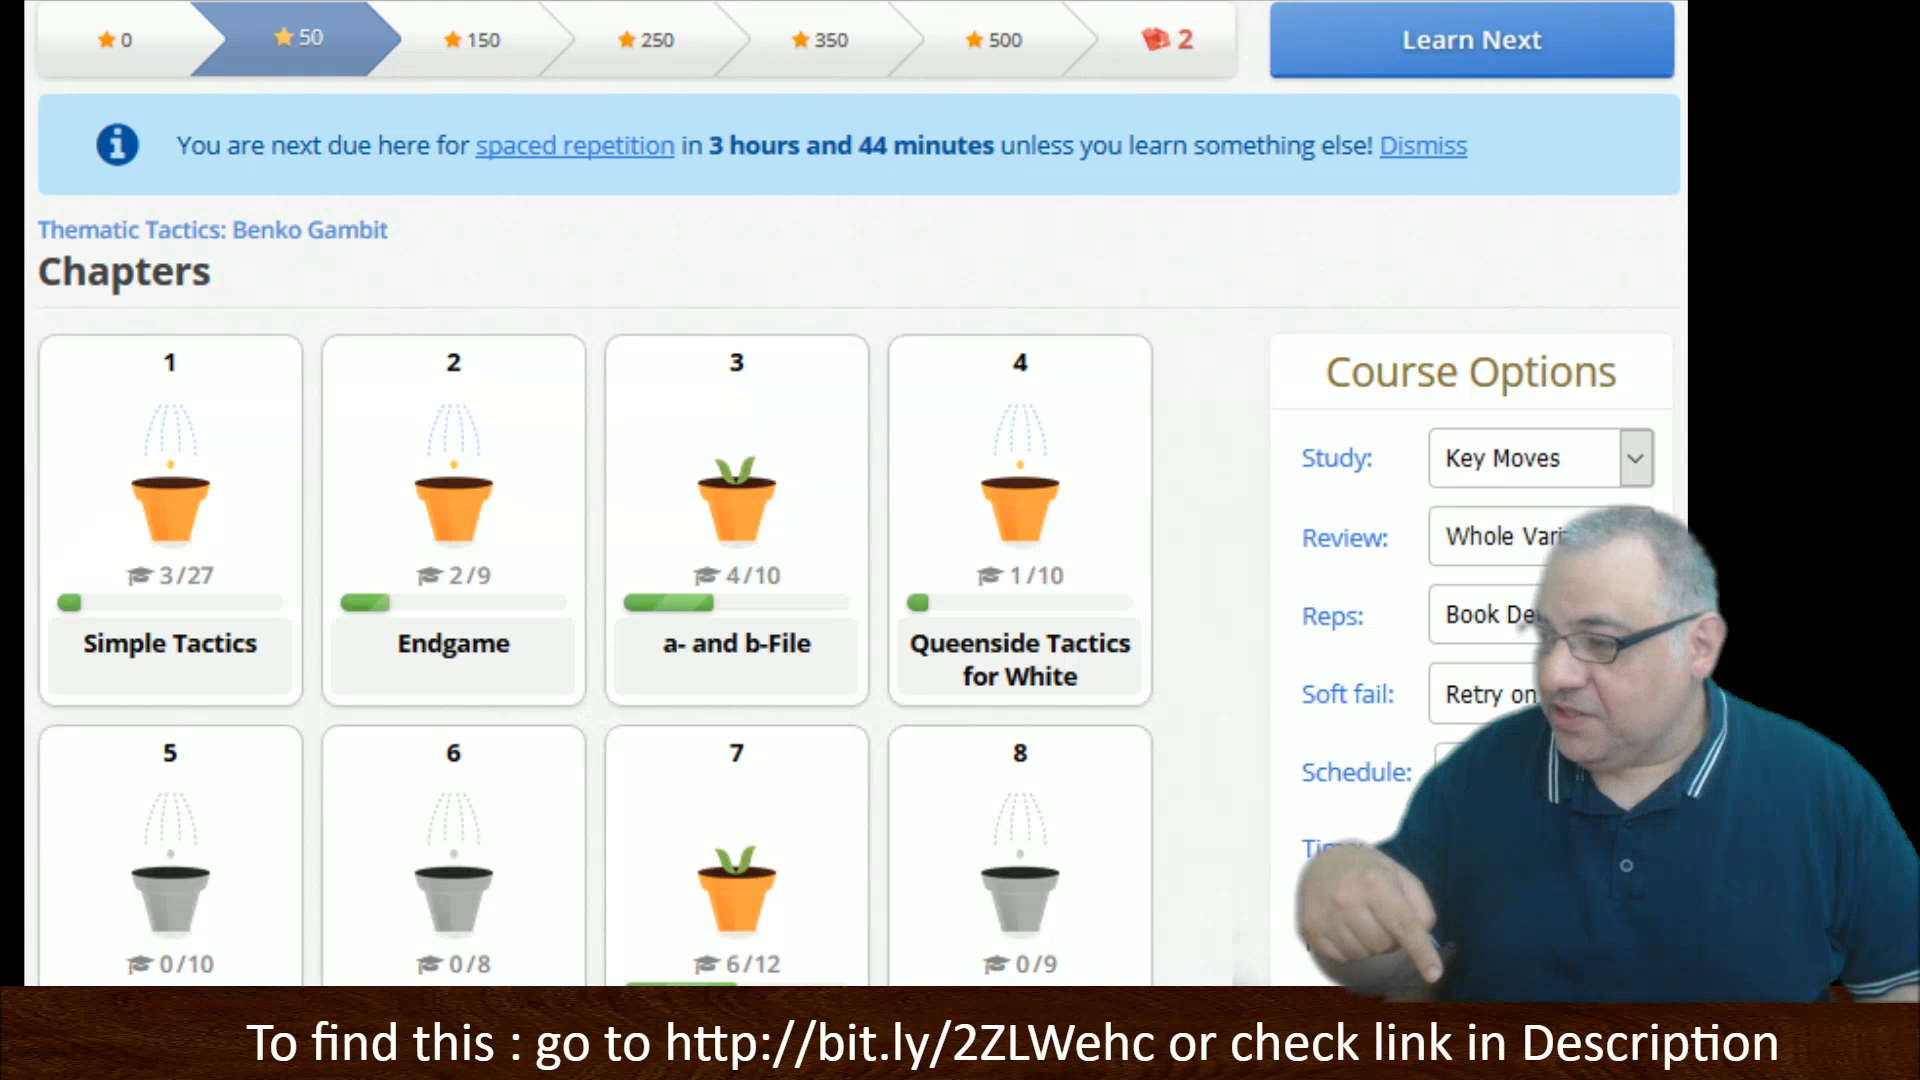 0 50 150 250 350 500 2 Learn Next
You are next due here for spaced repetition in 3 hours and 44 minutes unless you learn something else! Dismiss
Thematic Tactics: Benko Gambit
Chapters
1 2 3 4
3/27 2/9 4/10 1/10
Simple Tactics Endgame a- and b-File Queenside Tactics
for White
5 6 7 8
0/10 0/8 6/12 0/9
Course Options
Study: Key Moves
Review: Whole
Reps: Book
Soft fail: Retry on
Schedule:
To find this : go to http://bit.ly/2ZLWehc or check link in Description